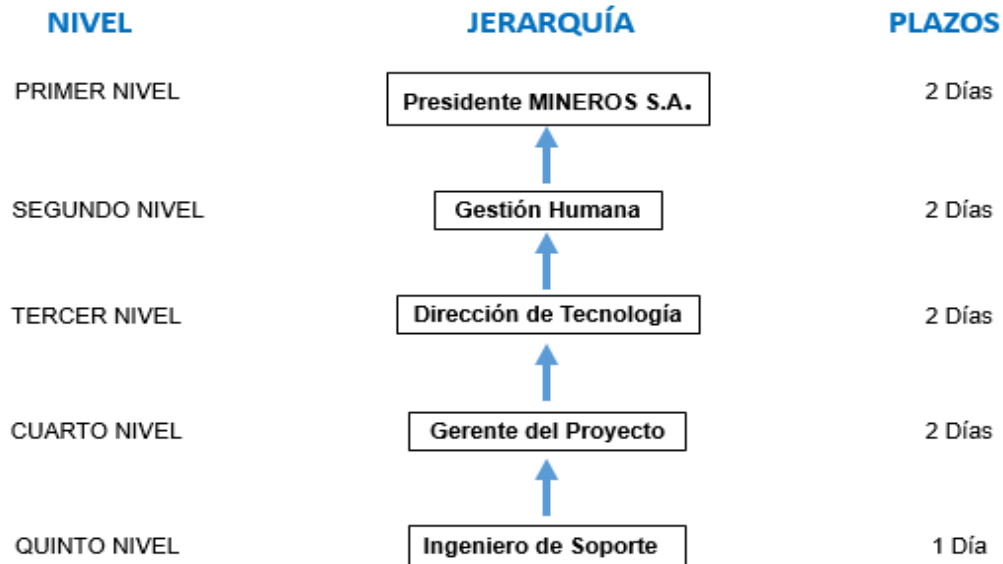 NIVEL JERARQUÍA PLAZOS
PRIMER NIVEL Presidente MINEROS S.A. 2 Días
SEGUNDO NIVEL Gestión Humana 2 Días
TERCER NIVEL Dirección de Tecnología 2 Días
CUARTO NIVEL Gerente del Proyecto 2 Días
QUINTO NIVEL Ingeniero de Soporte 1 Día